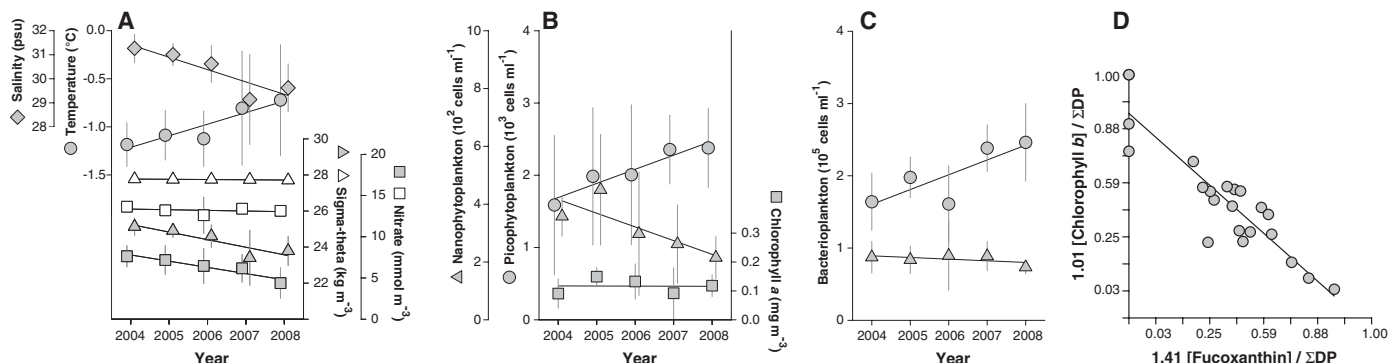 A
Salinity (psu)
32
31
30
29
28
Temperature (°C)
0.0
-0.5
-1.0
-1.5
30
28
26
24
22
Sigma-theta (kg m-3)
20
15
10
5
0
Nitrate (nmol m-3)
2004 2005 2006 2007 2008
Year
B
Nanophytoplankton (10² cells ml-1)
10
8
6
4
2
0
Picophytoplankton (10³ cells ml-1)
4
3
2
1
0
0.3
0.2
0.1
0.0
Chlorophyll a (mg m-3)
2004 2005 2006 2007 2008
Year
C
Bacterioplankton (10⁵ cells ml-1)
4
3
2
1
0
2004 2005 2006 2007 2008
Year
D
1.01 [Chlorophyll b] / ΣDP
1.00
0.88
0.59
0.25
0.03
0.03 0.25 0.59 0.88 1.00
1.41 [Fucoxanthin] / ΣDP